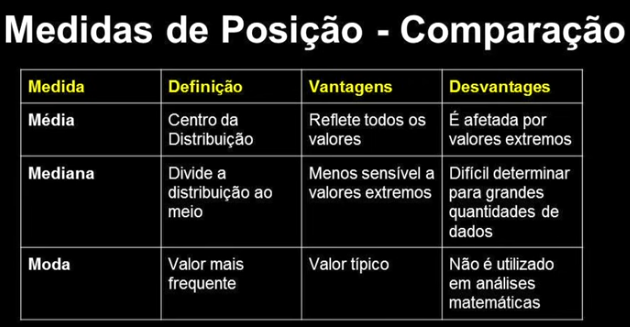 Medidas de Posição - Comparação
Medida Definição Vantagens Desvantages
Média Centro da Reflete todos os É afetada por
Distribuição valores valores extremos
Mediana Divide a Menos sensível a Difícil determinar
distribuição ao valores extremos para grandes
meio quantidades de
dados
Moda Valor mais Valor típico Não é utilizado
frequente em análises
matemáticas